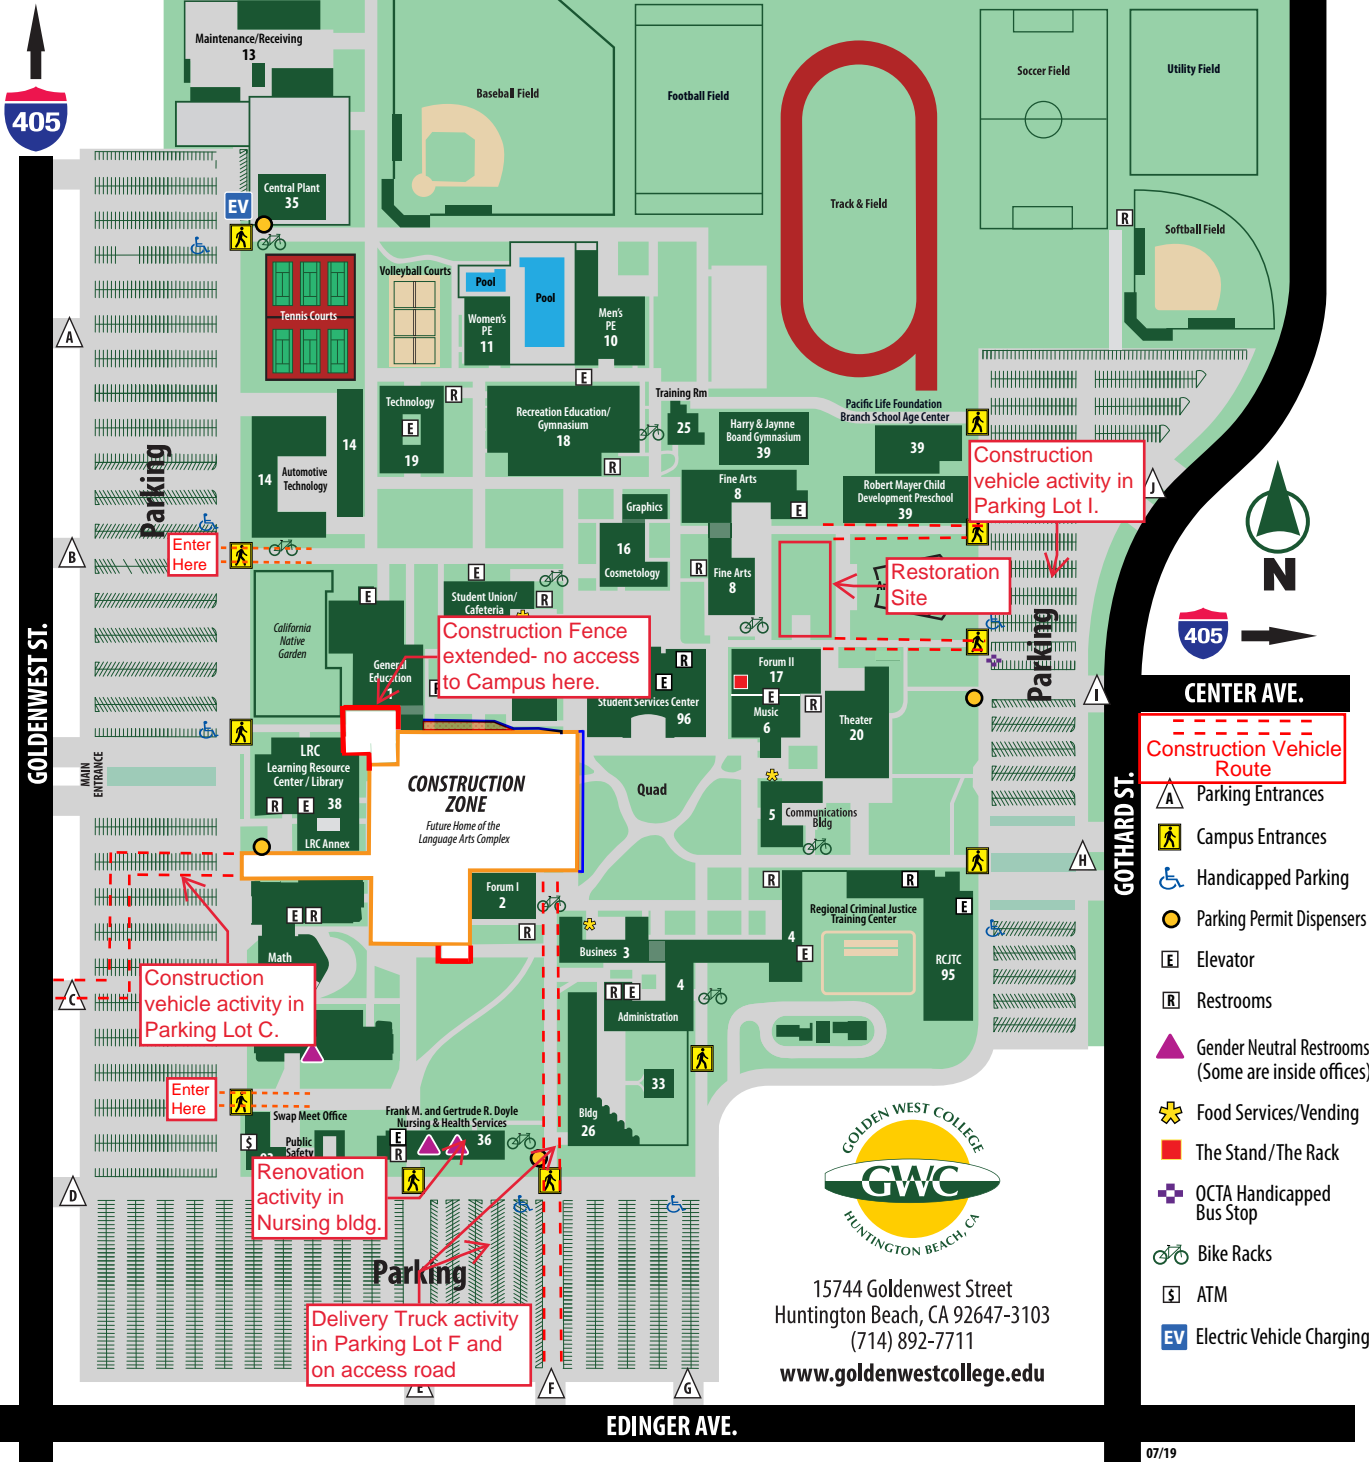 405
Maintenance/Receiving
13
Baseball Field
Football Field
Soccer Field
Utility Field
Central Plant
35
EV
Track & Field
R
Softball Field
Volleyball Courts
Pool
Pool
Tennis Courts
Women's
PE
11
Men's
PE
10
A
E
Training Rm
Technology
E
19
R
Recreation Education/
Gymnasium
18
R
25
Harry & Jaynne
Board Gymnasium
39
Pacific Life Foundation
Branch School Age Center
39
14
14
Automotive
Technology
Parking
Fine Arts
8
E
Robert Mayer Child
Development Preschool
39
Construction
vehicle activity in
Parking Lot I.
J
Graphics
16
Cosmetology
Enter
Here
B
R
Fine Arts
8
Restoration
Site
N
405
E
E
Student Union/
Cafeteria
R
California
Native
Garden
General
Education
1
Construction Fence
extended- no access
to Campus here.
R
E
Student Services Center
96
Forum II
17
E
Music
6
R
Theater
20
Parking
I
GOLDENWEST ST.
MAIN
ENTRANCE
LRC
Learning Resource
Center / Library
R
E
38
LRC Annex
CONSTRUCTION
ZONE
Future Home of the
Language Arts Complex
Quad
5
Communications
Bldg
CENTER AVE.
Construction Vehicle
Route
A
Parking Entrances
Campus Entrances
Handicapped Parking
Parking Permit Dispensers
E
Elevator
R
Restrooms
Gender Neutral Restrooms
(Some are inside offices)
Food Services/Vending
The Stand/The Rack
OCTA Handicapped
Bus Stop
Bike Racks
$
ATM
EV
Electric Vehicle Charging
GOTHARD ST.
H
Forum I
2
R
E
R
Math
R
R
Regional Criminal Justice
Training Center
4
E
E
RCJTC
95
Business 3
4
R
E
Administration
C
Construction
vehicle activity in
Parking Lot C.
Enter
Here
Swap Meet Office
$
Public
Safety
Frank M. and Gertrude R. Doyle
Nursing & Health Services
E
R
36
33
Bldg
26
Renovation
activity in
Nursing bldg.
D
Parking
Delivery Truck activity
in Parking Lot F and
on access road
E
F
G
GOLDEN WEST COLLEGE
GWC
HUNTINGTON BEACH, CA
15744 Goldenwest Street
Huntington Beach, CA 92647-3103
(714) 892-7711
www.goldenwestcollege.edu
EDINGER AVE.
07/19